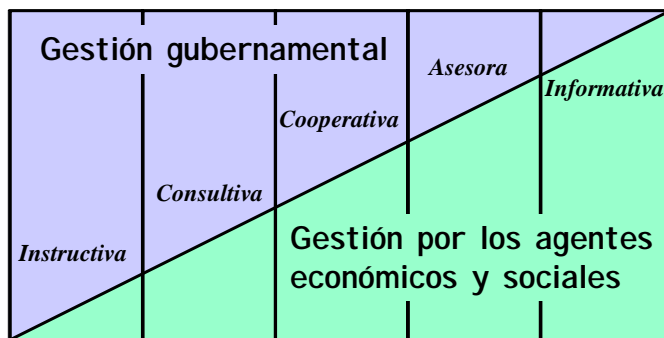 Gestión gubernamental
Asesora
Informativa
Cooperativa
Consultiva
Instructiva
Gestión por los agentes
económicos y sociales